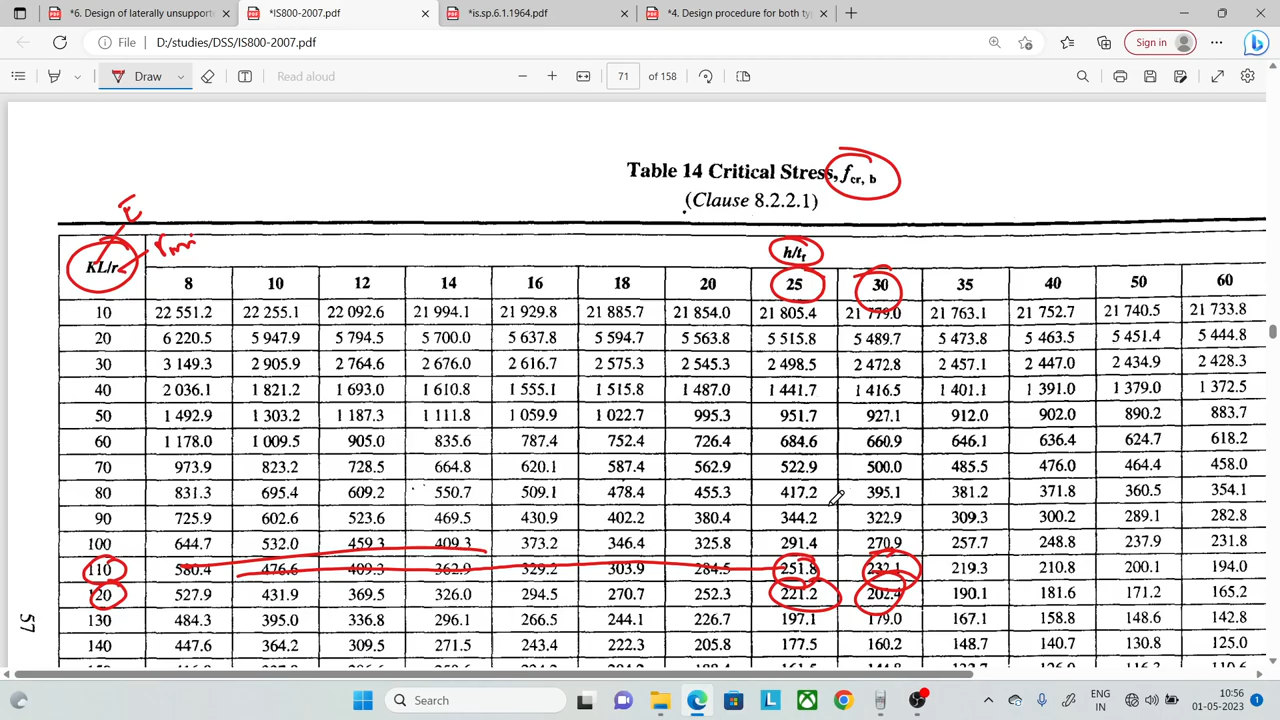 *6. Design of laterally unsupport
*IS800-2007.pdf
*is.sp.6.1.1964.pdf
*4. Design procedure for both ty
File D:/studies/DSS/IS800-2007.pdf
Sign in
Draw
Read aloud
71 of 158
Table 14 Critical Stress, fcr, b
(Clause 8.2.2.1)
KL/r h/tf
8 10 12 14 16 18 20 25 30 35 40 50 60
10 22 551.2 22 255.1 22 092.6 21 994.1 21 929.8 21 885.7 21 854.0 21 805.4 21 779.0 21 763.1 21 752.7 21 740.5 21 733.8
20 6 220.5 5 947.9 5 794.5 5 700.0 5 637.8 5 594.7 5 563.8 5 515.8 5 489.7 5 473.8 5 463.5 5 451.4 5 444.8
30 3 149.3 2 905.9 2 764.6 2 676.0 2 616.7 2 575.3 2 545.3 2 498.5 2 472.8 2 457.1 2 447.0 2 434.9 2 428.3
40 2 036.1 1 821.2 1 693.0 1 610.8 1 555.1 1 515.8 1 487.0 1 441.7 1 416.5 1 401.1 1 391.0 1 379.0 1 372.5
50 1 492.9 1 303.2 1 187.3 1 111.8 1 059.9 1 022.7 995.3 951.7 927.1 912.0 902.0 890.2 883.7
60 1 178.0 1 009.5 905.0 835.6 787.4 752.4 726.4 684.6 660.9 646.1 636.4 624.7 618.2
70 973.9 823.2 728.5 664.8 620.1 587.4 562.9 522.9 500.0 485.5 476.0 464.4 458.0
80 831.3 695.4 609.2 550.7 509.1 478.4 455.3 417.2 395.1 381.2 371.8 360.5 354.1
90 725.9 602.6 523.6 469.5 430.9 402.2 380.4 344.2 322.9 309.3 300.2 289.1 282.8
100 644.7 532.0 459.3 409.3 373.2 346.4 325.8 291.4 270.9 257.7 248.8 237.9 231.8
110 580.4 476.6 409.3 362.9 329.2 303.9 284.5 251.8 232.1 219.3 210.8 200.1 194.0
120 527.9 431.9 369.5 326.0 294.5 270.7 252.3 221.2 202.4 190.1 181.6 171.2 165.2
130 484.3 395.0 336.8 296.1 266.5 244.1 226.7 197.1 179.0 167.1 158.8 148.6 142.8
140 447.6 364.2 309.5 271.5 243.4 222.3 205.8 177.5 160.2 148.7 140.7 130.8 125.0
57
Search
ENG
IN
10:56
01-05-2023
1